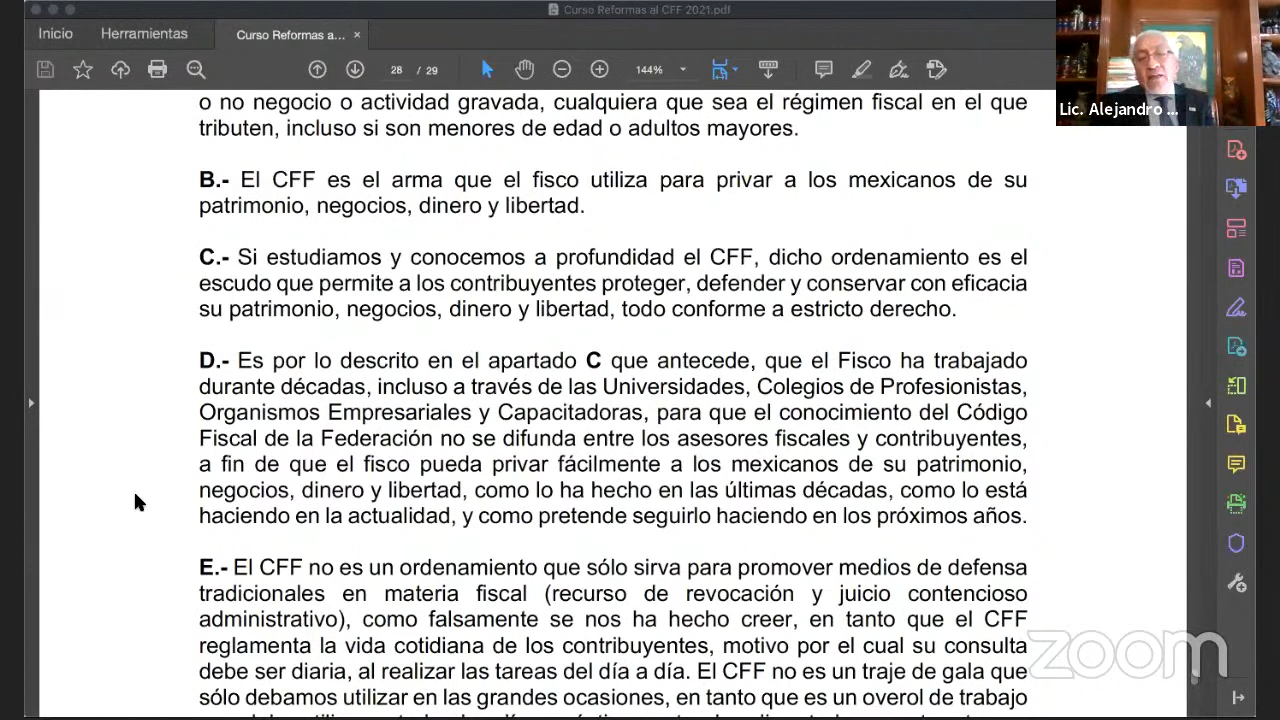 Curso Reformas al CFF 2021.pdf
Inicio
Herramientas
Curso Reformas a... ×
28 / 29
144%
Lic. Alejandro ...
o no negocio o actividad gravada, cualquiera que sea el régimen fiscal en el que
tributen, incluso si son menores de edad o adultos mayores.
B.- El CFF es el arma que el fisco utiliza para privar a los mexicanos de su
patrimonio, negocios, dinero y libertad.
C.- Si estudiamos y conocemos a profundidad el CFF, dicho ordenamiento es el
escudo que permite a los contribuyentes proteger, defender y conservar con eficacia
su patrimonio, negocios, dinero y libertad, todo conforme a estricto derecho.
D.- Es por lo descrito en el apartado C que antecede, que el Fisco ha trabajado
durante décadas, incluso a través de las Universidades, Colegios de Profesionistas,
Organismos Empresariales y Capacitadoras, para que el conocimiento del Código
Fiscal de la Federación no se difunda entre los asesores fiscales y contribuyentes,
a fin de que el fisco pueda privar fácilmente a los mexicanos de su patrimonio,
negocios, dinero y libertad, como lo ha hecho en las últimas décadas, como lo está
haciendo en la actualidad, y como pretende seguirlo haciendo en los próximos años.
E.- El CFF no es un ordenamiento que sólo sirva para promover medios de defensa
tradicionales en materia fiscal (recurso de revocación y juicio contencioso
administrativo), como falsamente se nos ha hecho creer, en tanto que el CFF
reglamenta la vida cotidiana de los contribuyentes, motivo por el cual su consulta
debe ser diaria, al realizar las tareas del día a día. El CFF no es un traje de gala que
sólo debamos utilizar en las grandes ocasiones, en tanto que es un overol de trabajo
zoom